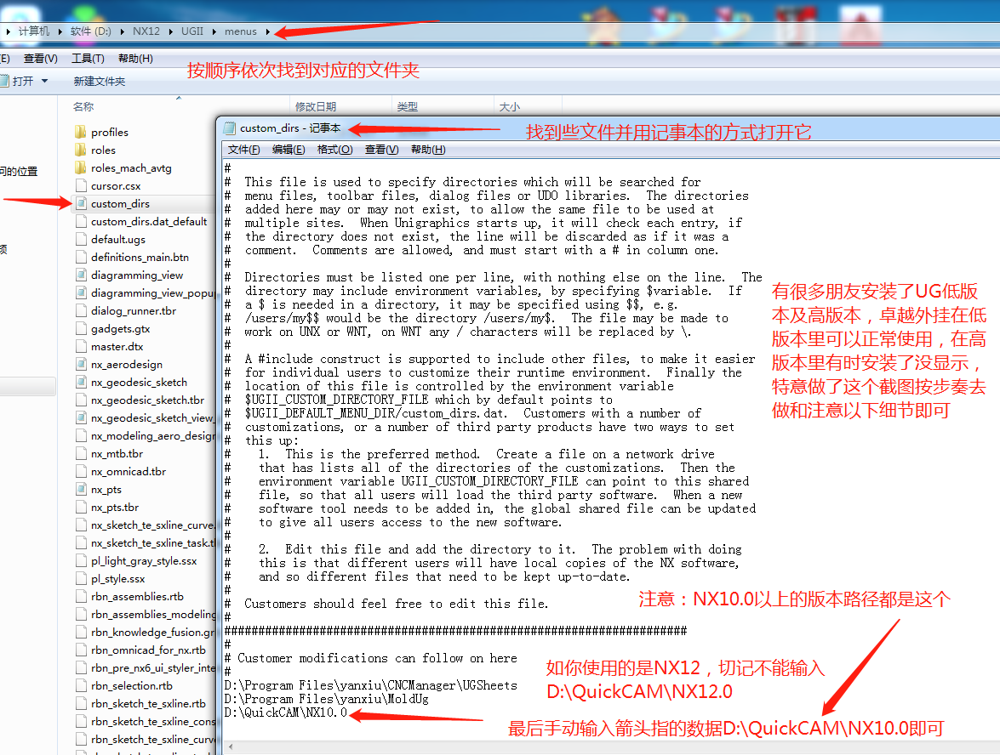 计算机 软件 (D:) NX12 UGII menus
(E) 查看(V) 工具(T) 帮助(H)
按顺序依次找到对应的文件夹
打开 新建文件夹
名称 修改日期 类型 大小
问的位置
频
profiles
roles
roles_mach_avtg
cursor.csx
custom_dirs
custom_dirs.dat_default
default.ugs
definitions_main.btn
diagramming_view
diagramming_view_popu
dialog_runner.tbr
gadgets.gtx
master.dtx
nx_aerodesign
nx_geodesic_sketch
nx_geodesic_sketch.tbr
nx_geodesic_sketch_view_
nx_modeling_aero_design
nx_mtb.tbr
nx_omnicad.tbr
nx_pts
nx_pts.tbr
nx_sketch_te_sxline_curve.
nx_sketch_te_sxline_task.t
pl_light_gray_style.ssx
pl_style.ssx
rbn_assemblies.rtb
rbn_assemblies_modeling
rbn_knowledge_fusion.gr
rbn_omnicad_for_nx.rtb
rbn_pre_nx6_ui_styler_inte
rbn_selection.rtb
rbn_sketch_te_sxline.rtb
rbn_sketch_te_sxline_cons
rbn_sketch_te_sxline_curve
custom_dirs - 记事本
找到些文件并用记事本的方式打开它
文件(F) 编辑(E) 格式(O) 查看(V) 帮助(H)
#
# This file is used to specify directories which will be searched for
# menu files, toolbar files, dialog files or UDO libraries. The directories
# added here may or may not exist, to allow the same file to be used at
# multiple sites. When Unigraphics starts up, it will check each entry, if
# the directory does not exist, the line will be discarded as if it was a
# comment. Comments are allowed, and must start with a # in column one.
#
# Directories must be listed one per line, with nothing else on the line. The
# directory may include environment variables, by specifying $variable. If
# a $ is needed in a directory, it may be specified using $$, e.g.
# /users/my$$ would be the directory /users/my$. The file may be made to
# work on UNX or WNT, on WNT any / characters will be replaced by \.
#
# A #include construct is supported to include other files, to make it easier
# for individual users to customize their runtime environment. Finally the
# location of this file is controlled by the environment variable
# $UGII_CUSTOM_DIRECTORY_FILE which by default points to
# $UGII_DEFAULT_MENU_DIR/custom_dirs.dat. Customers with a number of
# customizations, or a number of third party products have two ways to set
# this up:
# 1. This is the preferred method. Create a file on a network drive
# that has lists all of the directories of the customizations. Then the
# environment variable UGII_CUSTOM_DIRECTORY_FILE can point to this shared
# file, so that all users will load the third party software. When a new
# software tool needs to be added in, the global shared file can be updated
# to give all users access to the new software.
#
# 2. Edit this file and add the directory to it. The problem with doing
# this is that different users will have local copies of the NX software,
# and so different files that need to be kept up-to-date.
#
# Customers should feel free to edit this file.
#
####################################################################
#
# Customer modifications can follow on here
#
D:\Program Files\yanxiu\CNCManager\UGSheets
D:\Program Files\yanxiu\MoldUg
D:\QuickCAM\NX10.0
有很多朋友安装了UG低版
本及高版本，卓越外挂在低
版本里可以正常使用，在高
版本里有时安装了没显示，
特意做了这个截图按步奏去
做和注意以下细节即可
注意：NX10.0以上的版本路径都是这个
如你使用的是NX12，切记不能输入
D:\QuickCAM\NX12.0
最后手动输入箭头指的数据D:\QuickCAM\NX10.0即可